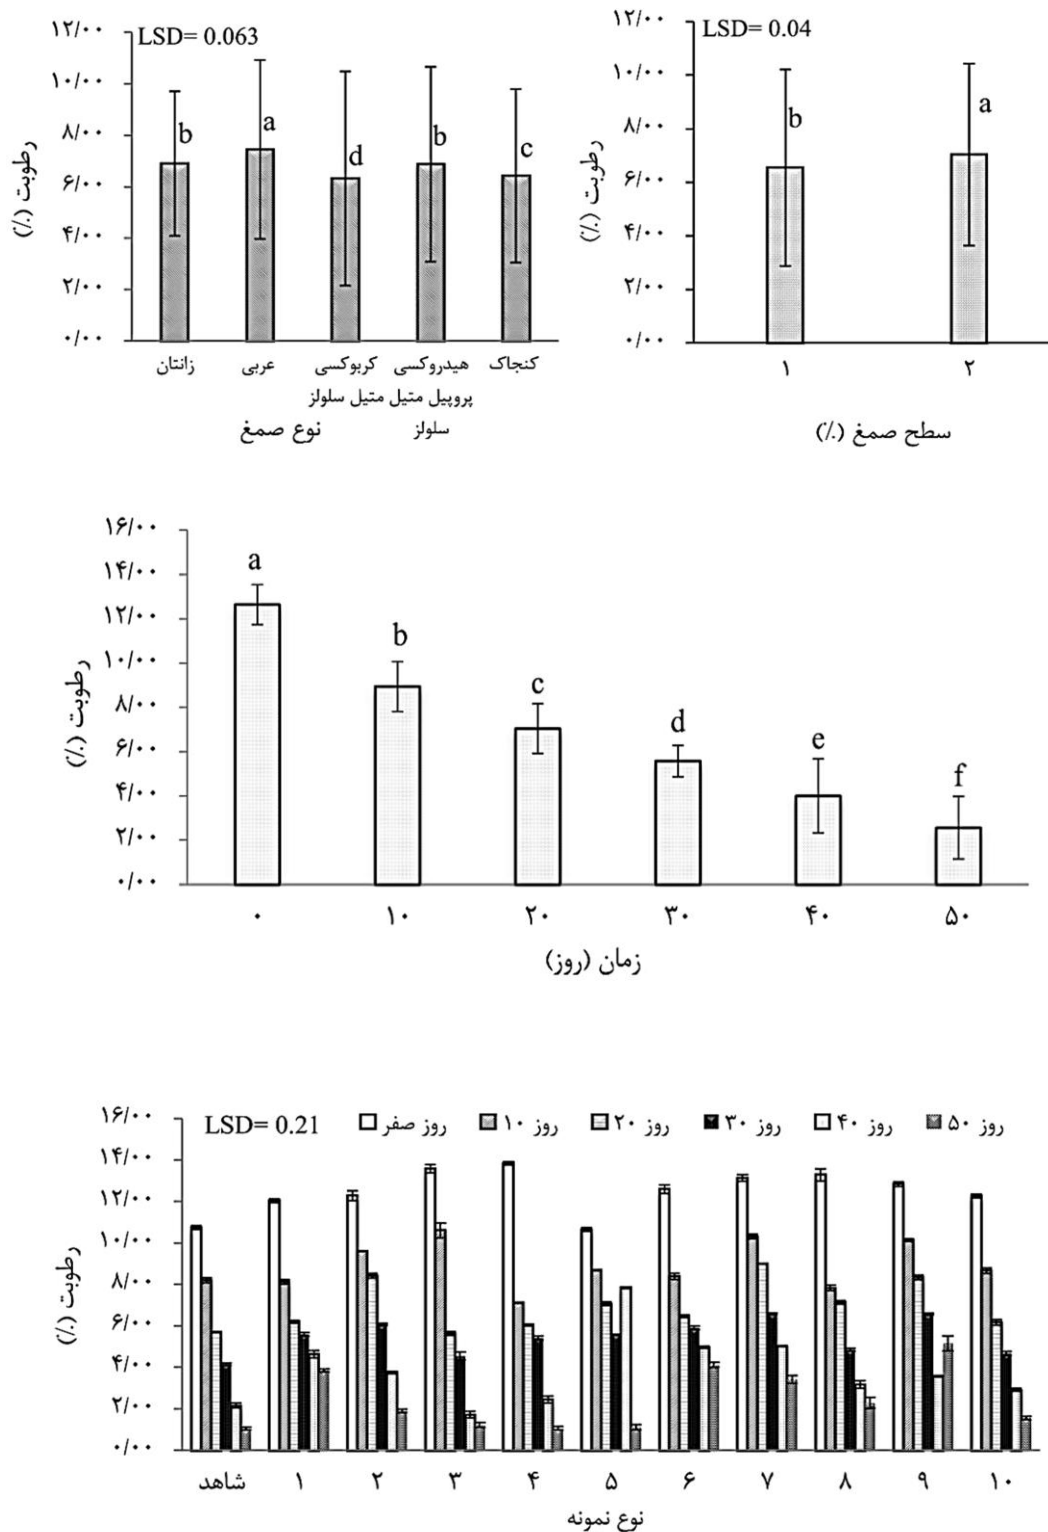 LSD= 0.063
رطوبت (٪)
۱۲/۰۰
۱۰/۰۰
۸/۰۰
۶/۰۰
۴/۰۰
۲/۰۰
۰/۰۰
b
a
d
b
c
زانتان
عربی
کربوکسی
هیدروکسی
کنجاک
متیل سلولز
پروپیل متیل
سلولز
نوع صمغ
LSD= 0.04
رطوبت (٪)
۱۲/۰۰
۱۰/۰۰
۸/۰۰
۶/۰۰
۴/۰۰
۲/۰۰
۰/۰۰
b
a
۱
۲
سطح صمغ (٪)
رطوبت (٪)
۱۶/۰۰
۱۴/۰۰
۱۲/۰۰
۱۰/۰۰
۸/۰۰
۶/۰۰
۴/۰۰
۲/۰۰
۰/۰۰
a
b
c
d
e
f
۰
۱۰
۲۰
۳۰
۴۰
۵۰
زمان (روز)
LSD= 0.21
روز صفر
روز ۱۰
روز ۲۰
روز ۳۰
روز ۴۰
روز ۵۰
رطوبت (٪)
۱۶/۰۰
۱۴/۰۰
۱۲/۰۰
۱۰/۰۰
۸/۰۰
۶/۰۰
۴/۰۰
۲/۰۰
۰/۰۰
شاهد
۱
۲
۳
۴
۵
۶
۷
۸
۹
۱۰
نوع نمونه